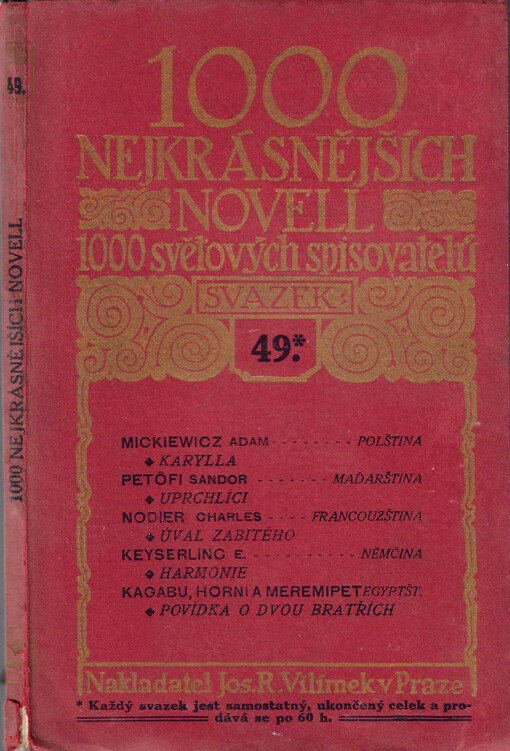 49.
1000 NEJKRÁSNĚJŠÍCH NOVELL
1000
NEJKRÁSNĚJŠÍCH
NOVELL
1000 světových spisovatelů
SVAZEK:
49.*
MICKIEWICZ ADAM - - - - - - - - POLŠTINA
◆ KARYLLA
PETÖFI SANDOR - - - - - - - MAĎARŠTINA
◆ UPRCHLÍCI
NODIER CHARLES - - - - FRANCOUZŠTINA
◆ ÚVAL ZABITÉHO
KEYSERLING E. - - - - - - - - - - NĚMČINA
◆ HARMONIE
KAGABU, HORNI A MEREMIPET EGYPTŠT.
◆ POVÍDKA O DVOU BRATŘÍCH
Nakladatel Jos. R. Vilímek v Praze
* Každý svazek jest samostatný, ukončený celek a pro-
dává se po 60 h.